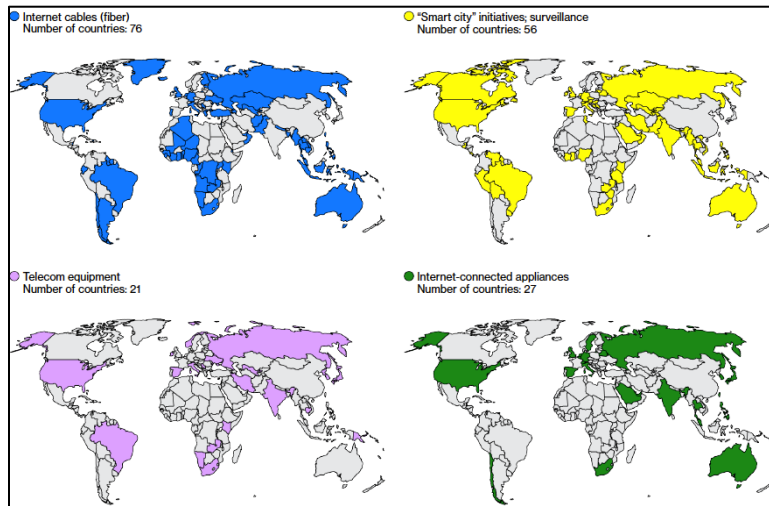 Internet cables (fiber)
Number of countries: 76
“Smart city” initiatives; surveillance
Number of countries: 56
Telecom equipment
Number of countries: 21
Internet-connected appliances
Number of countries: 27